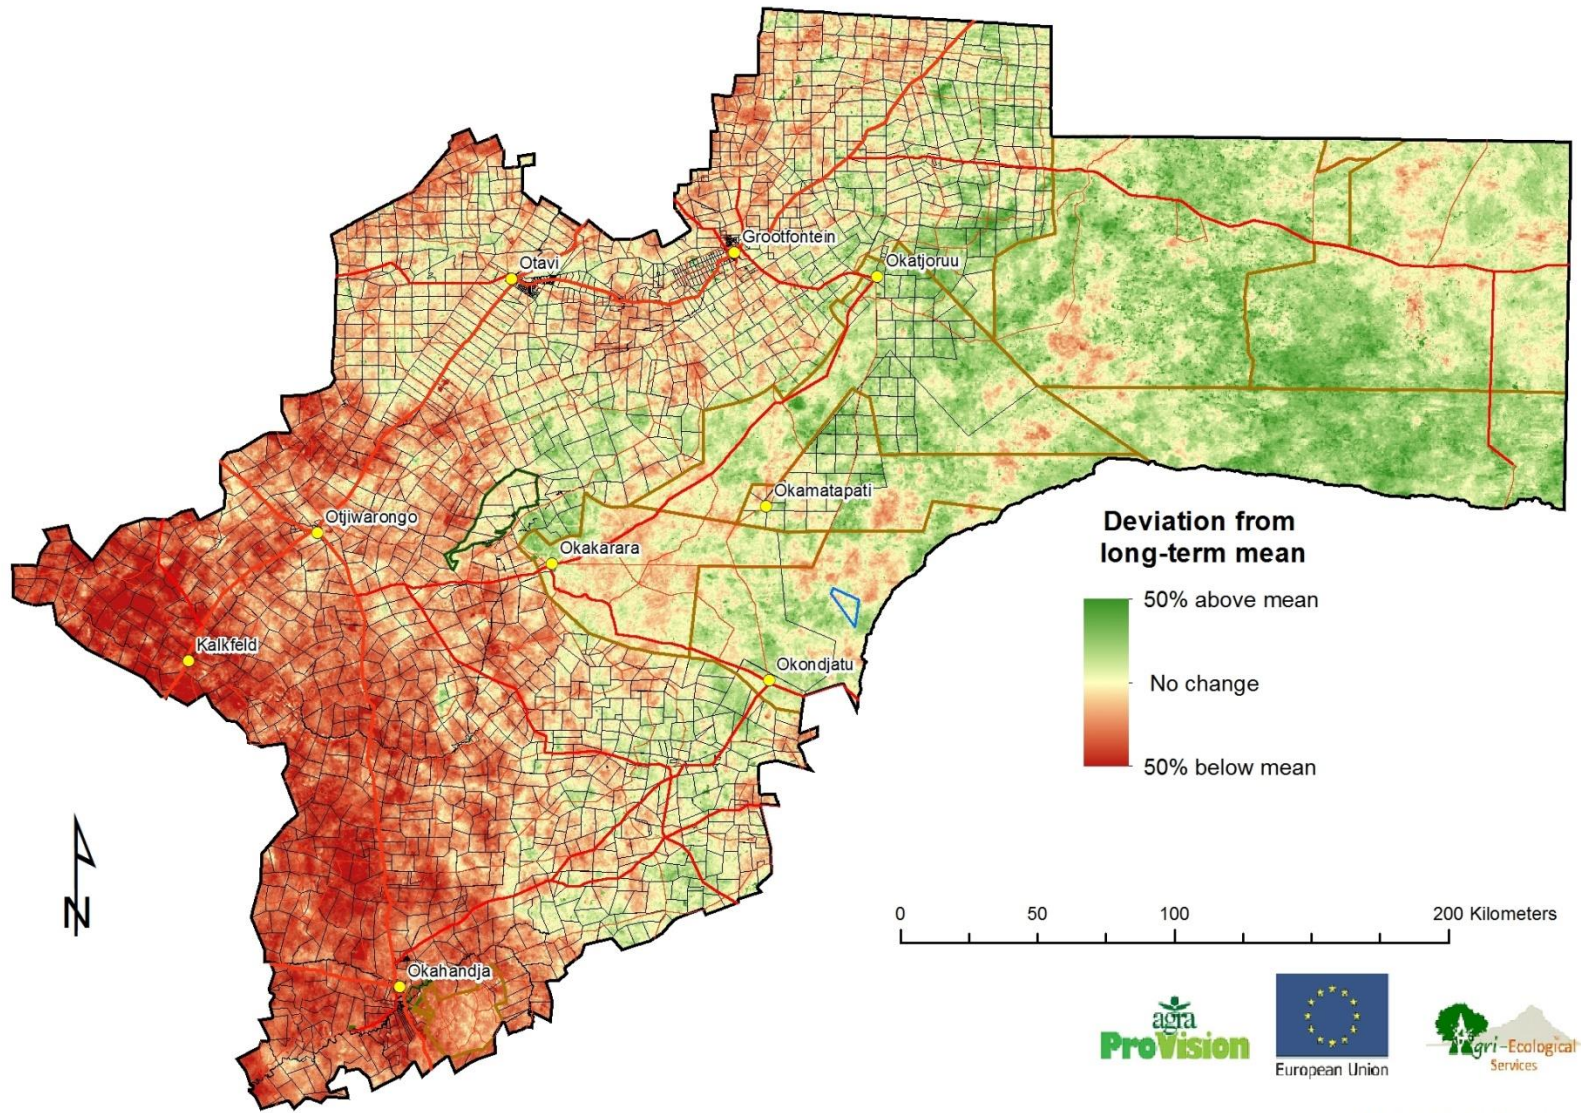 Grootfontein
Otavi
Okatjoruu
Okamatapati
Otjiwarongo
Okakarara
Kalkfeld
Okondjatu
Okahandja
Deviation from
long-term mean
50% above mean
No change
50% below mean
N
0 50 100 200 Kilometers
agra
ProVision
European Union
Agri-Ecological
Services